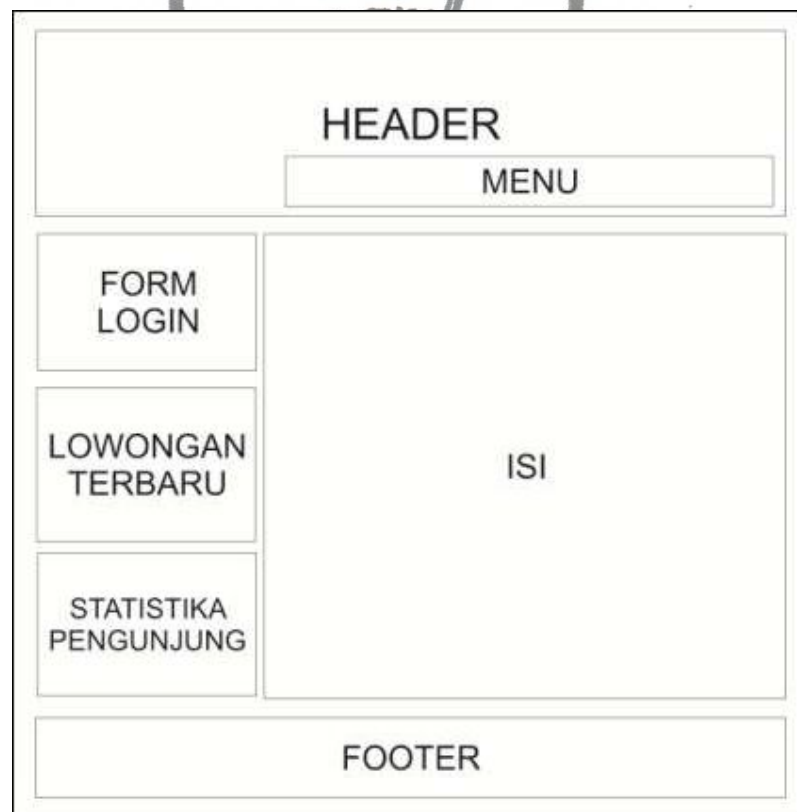 HEADER
MENU
FORM
LOGIN
LOWONGAN
TERBARU
STATISTIKA
PENGUNJUNG
ISI
FOOTER